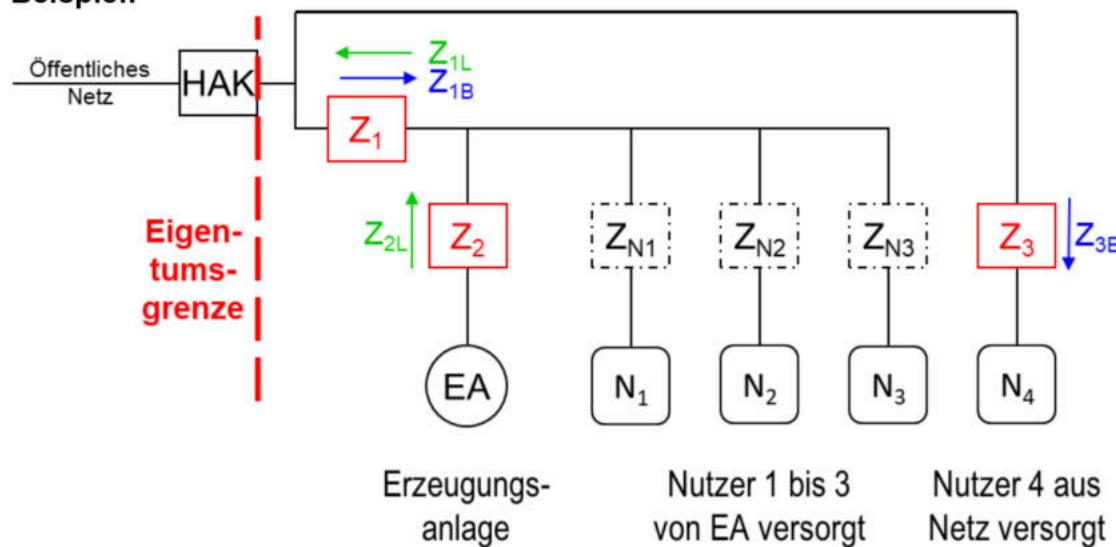 Öffentliches
Netz
HAK
Z1L
Z1B
Z1
Eigen-
tums-
grenze
Z2L
Z2
ZN1
ZN2
ZN3
Z3
Z3B
EA
N1
N2
N3
N4
Erzeugungs-
anlage
Nutzer 1 bis 3
von EA versorgt
Nutzer 4 aus
Netz versorgt